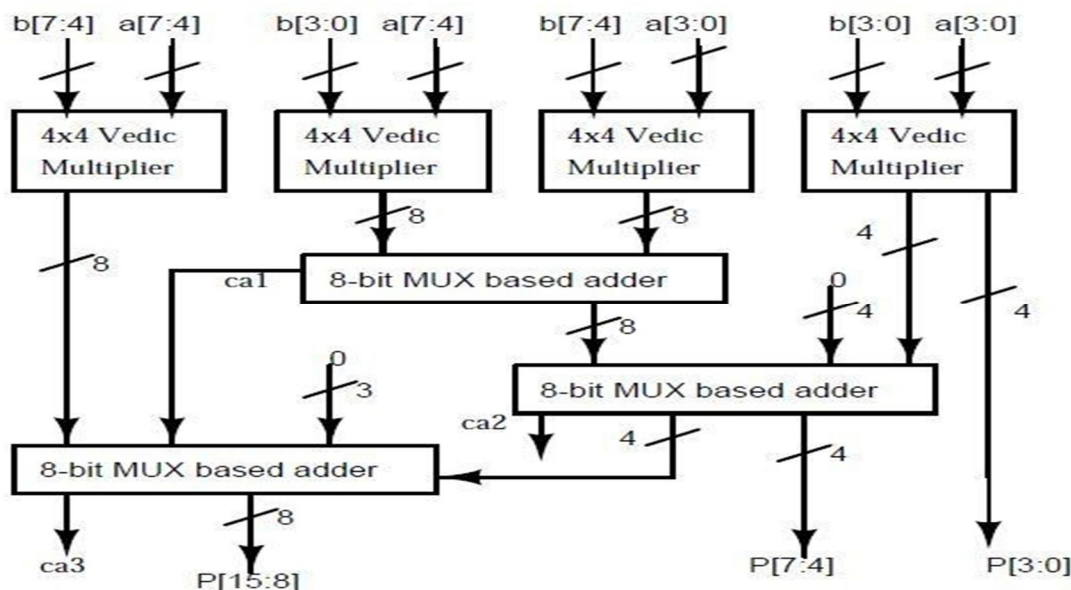 b[7:4] a[7:4] b[3:0] a[7:4] b[7:4] a[3:0] b[3:0] a[3:0]
4x4 Vedic
Multiplier
4x4 Vedic
Multiplier
4x4 Vedic
Multiplier
4x4 Vedic
Multiplier
8
8
8
4
4
ca1
8-bit MUX based adder
0
4
8
0
3
8-bit MUX based adder
ca2
4
4
8-bit MUX based adder
8
ca3
P[15:8]
P[7:4]
P[3:0]